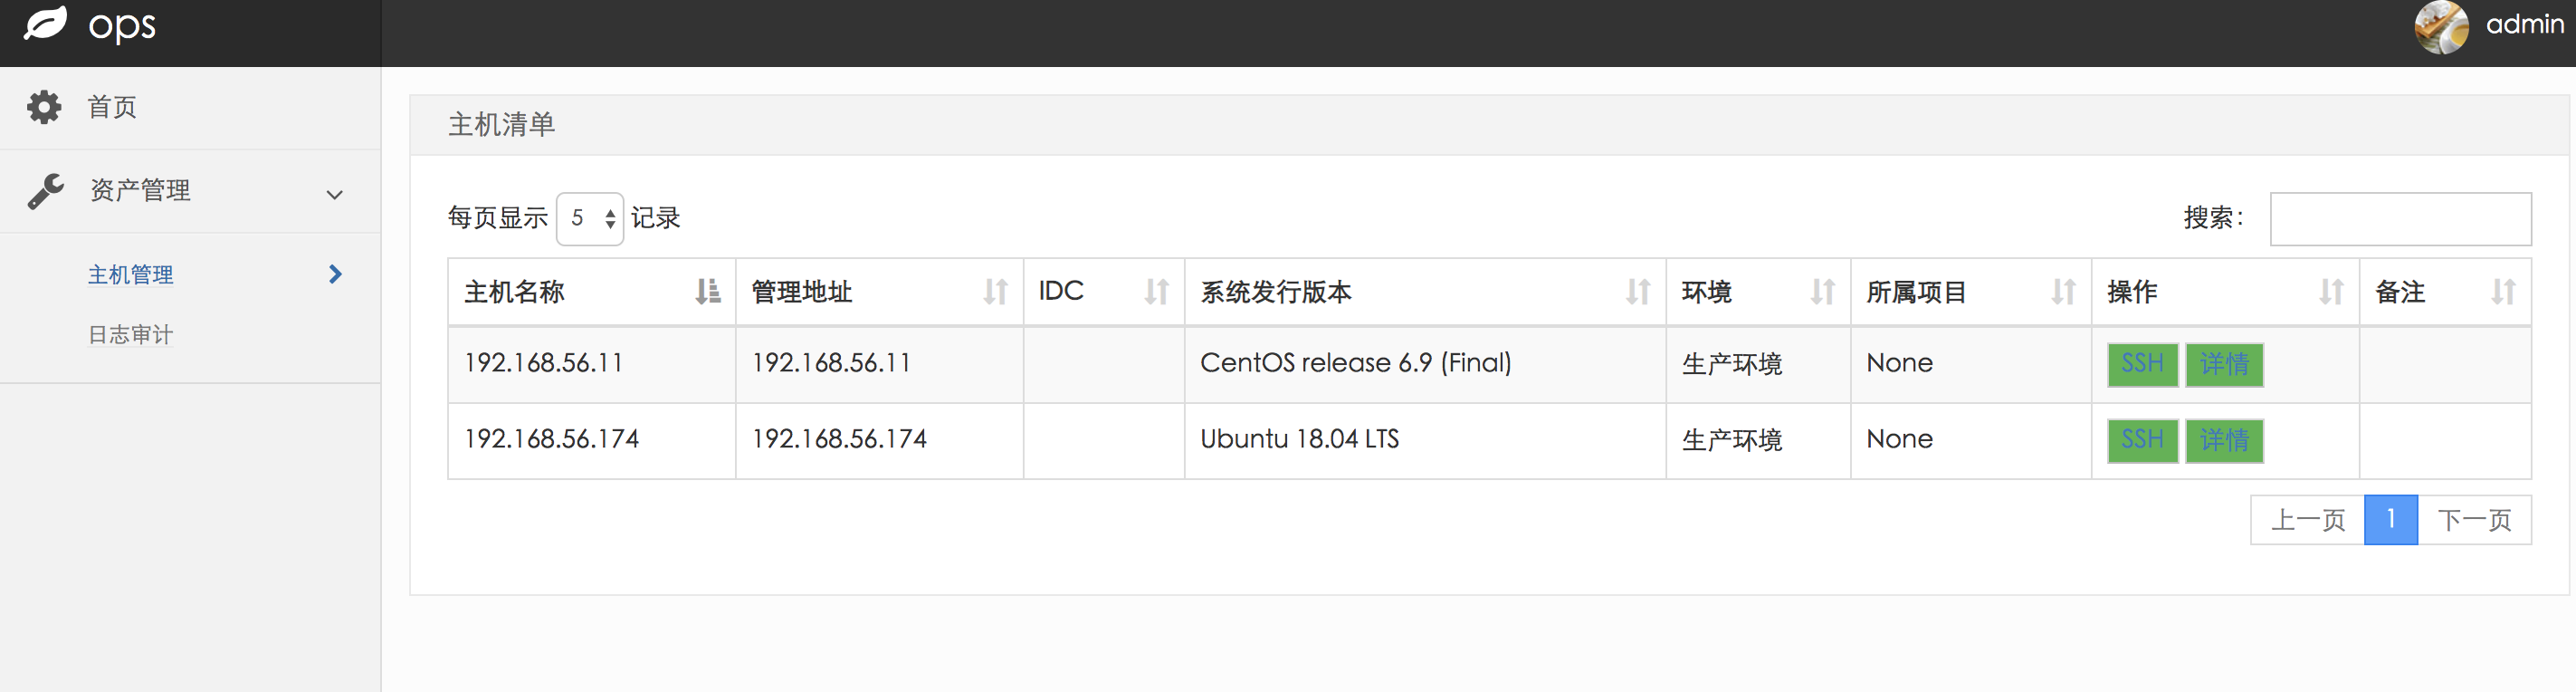 ops
admin
首页
资产管理
主机管理
日志审计
主机清单
每页显示 5 记录
搜索：
主机名称 管理地址 IDC 系统发行版本 环境 所属项目 操作 备注
192.168.56.11 192.168.56.11 CentOS release 6.9 (Final) 生产环境 None SSH 详情
192.168.56.174 192.168.56.174 Ubuntu 18.04 LTS 生产环境 None SSH 详情
上一页 1 下一页